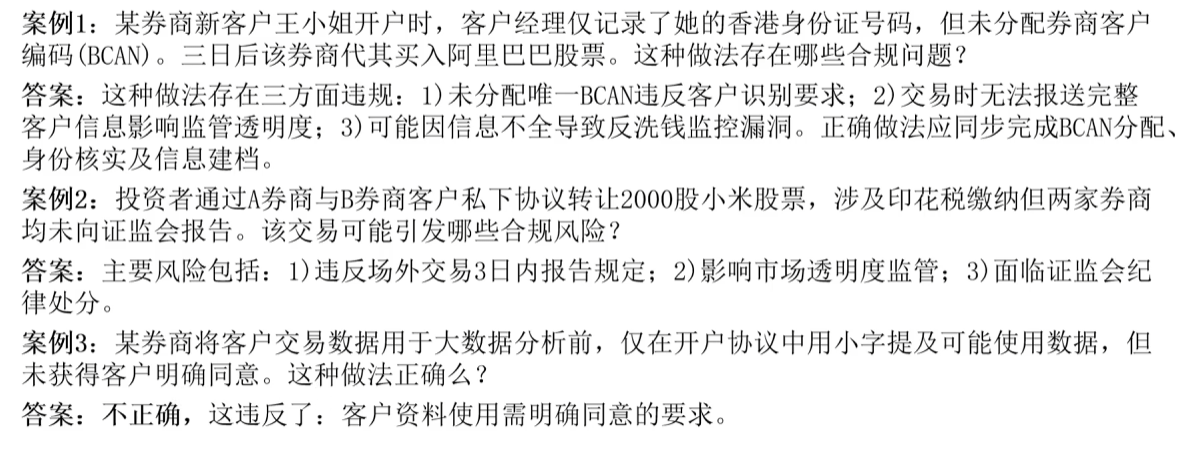 案例1：某券商新客户王小姐开户时，客户经理仅记录了她的香港身份证号码，但未分配券商客户
编码(BCAN)。三日后该券商代其买入阿里巴巴股票。这种做法存在哪些合规问题？
答案：这种做法存在三方面违规：1)未分配唯一BCAN违反客户识别要求；2)交易时无法报送完整
客户信息影响监管透明度；3)可能因信息不全导致反洗钱监控漏洞。正确做法应同步完成BCAN分配、
身份核实及信息建档。
案例2：投资者通过A券商与B券商客户私下协议转让2000股小米股票，涉及印花税缴纳但两家券商
均未向证监会报告。该交易可能引发哪些合规风险？
答案：主要风险包括：1)违反场外交易3日内报告规定；2)影响市场透明度监管；3)面临证监会纪
律处分。
案例3：某券商将客户交易数据用于大数据分析前，仅在开户协议中用小字提及可能使用数据，但
未获得客户明确同意。这种做法正确么？
答案：不正确，这违反了：客户资料使用需明确同意的要求。